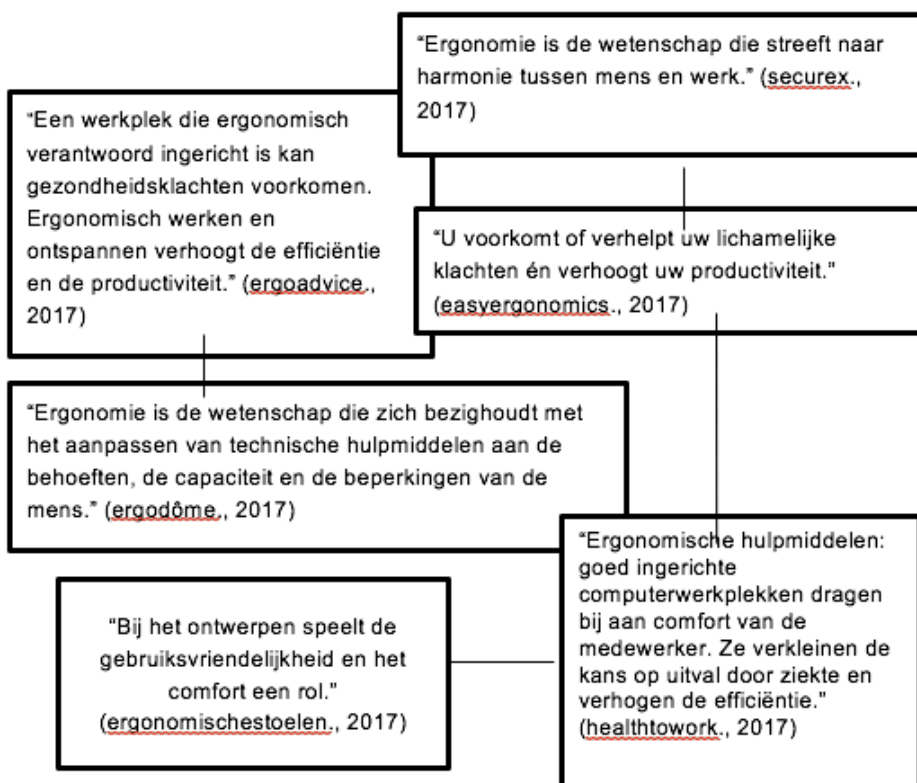 “Ergonomie is de wetenschap die streeft naar
harmonie tussen mens en werk.” (securex.,
2017)
“Een werkplek die ergonomisch
verantwoord ingericht is kan
gezondheidsklachten voorkomen.
Ergonomisch werken en
ontspannen verhoogt de efficiëntie
en de productiviteit.” (ergoadvice.,
2017)
“U voorkomt of verhelpt uw lichamelijke
klachten én verhoogt uw productiviteit.”
(easyergonomics., 2017)
“Ergonomie is de wetenschap die zich bezighoudt met
het aanpassen van technische hulpmiddelen aan de
behoeften, de capaciteit en de beperkingen van de
mens.” (ergodôme., 2017)
“Ergonomische hulpmiddelen:
goed ingerichte
computerwerkplekken dragen
bij aan comfort van de
medewerker. Ze verkleinen de
kans op uitval door ziekte en
verhogen de efficiëntie."
(healthtowork., 2017)
"Bij het ontwerpen speelt de
gebruiksvriendelijkheid en het
comfort een rol."
(ergonomischestoelen., 2017)